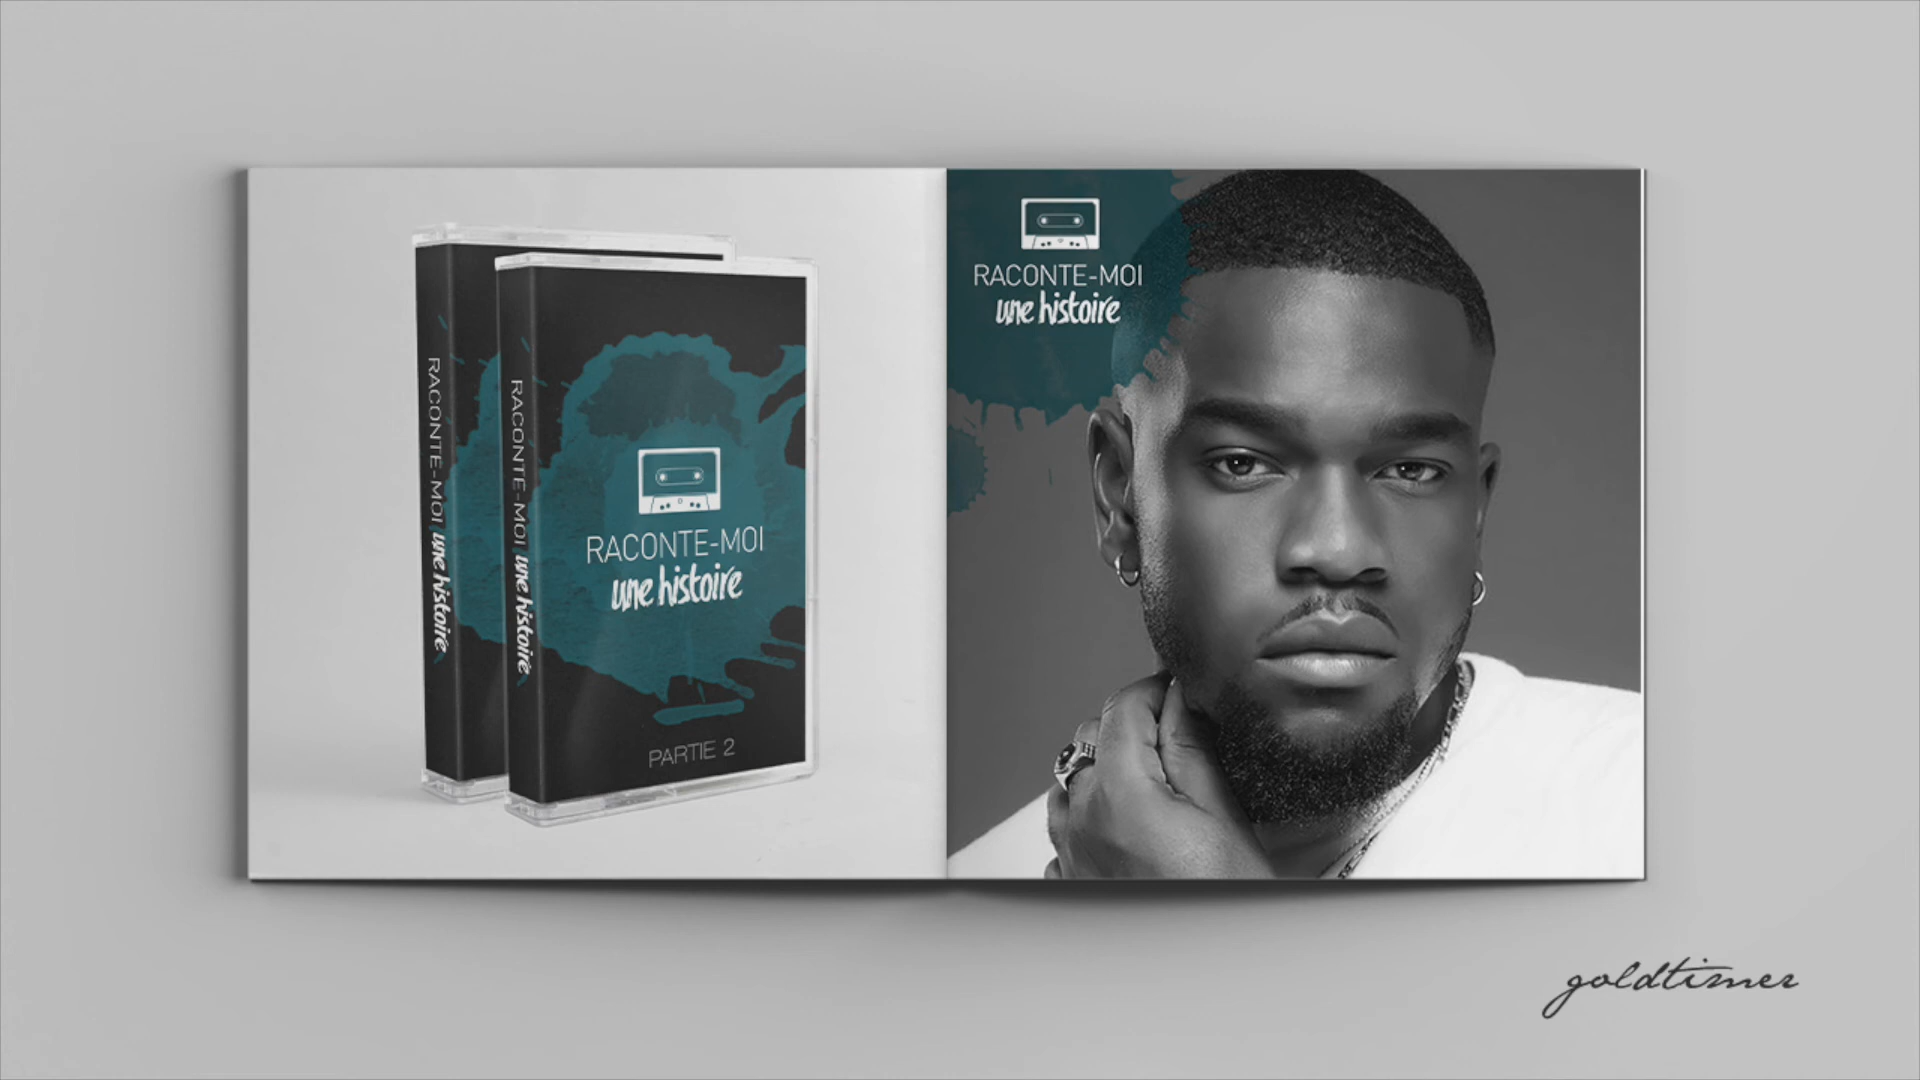 RACONTE-MOI une histoire
RACONTE-MOI une histoire
RACONTE-MOI
une histoire
PARTIE 2
RACONTE-MOI
une histoire
goldtimer